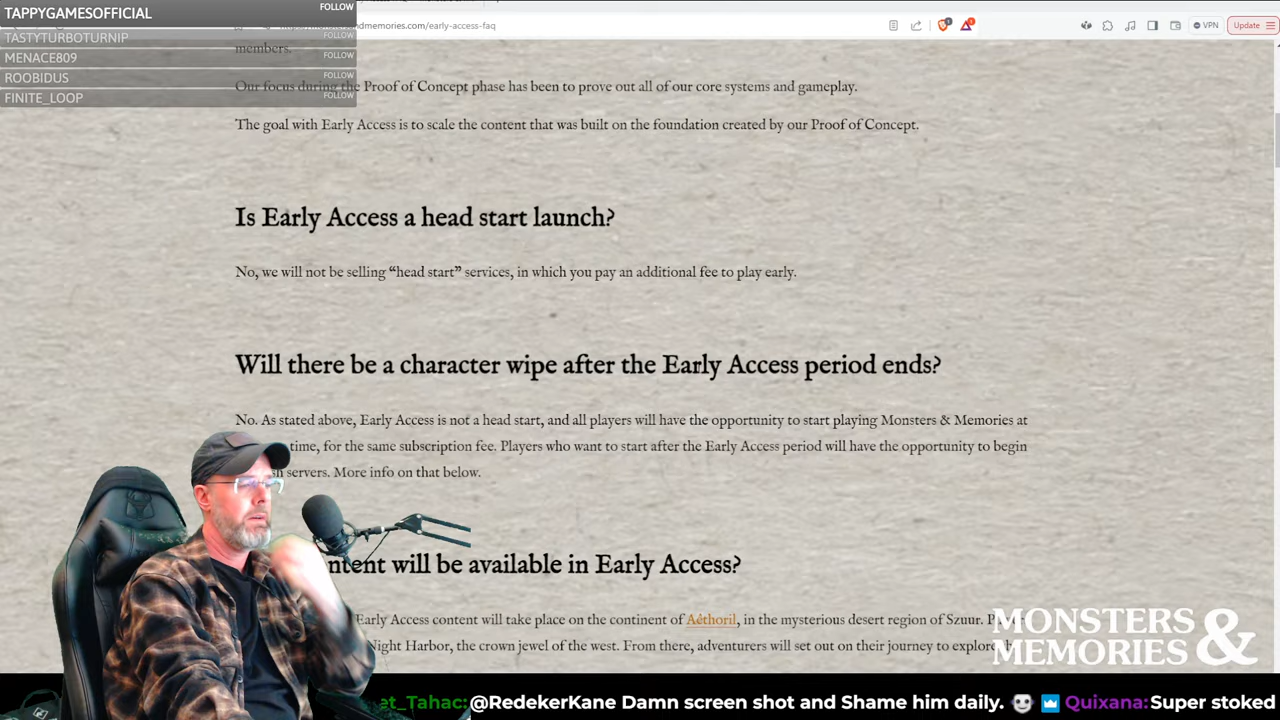 TAPPYGAMESOFFICIAL FOLLOW
TASTYTURBOTURNIP FOLLOW
MENACE809 FOLLOW
ROOBIDUS FOLLOW
FINITE_LOOP FOLLOW
ndmemories.com/early-access-faq
VPN
Update
members.
Our focus during the Proof of Concept phase has been to prove out all of our core systems and gameplay.
The goal with Early Access is to scale the content that was built on the foundation created by our Proof of Concept.
Is Early Access a head start launch?
No, we will not be selling “head start” services, in which you pay an additional fee to play early.
Will there be a character wipe after the Early Access period ends?
No. As stated above, Early Access is not a head start, and all players will have the opportunity to start playing Monsters & Memories at
time, for the same subscription fee. Players who want to start after the Early Access period will have the opportunity to begin
servers. More info on that below.
ntent will be available in Early Access?
Early Access content will take place on the continent of Aethoril, in the mysterious desert region of Szuur.
Night Harbor, the crown jewel of the west. From there, adventurers will set out on their journey to explore
MONSTERS & MEMORIES
et_Tahac: @RedekerKane Damn screen shot and Shame him daily. Quixana: Super stoked